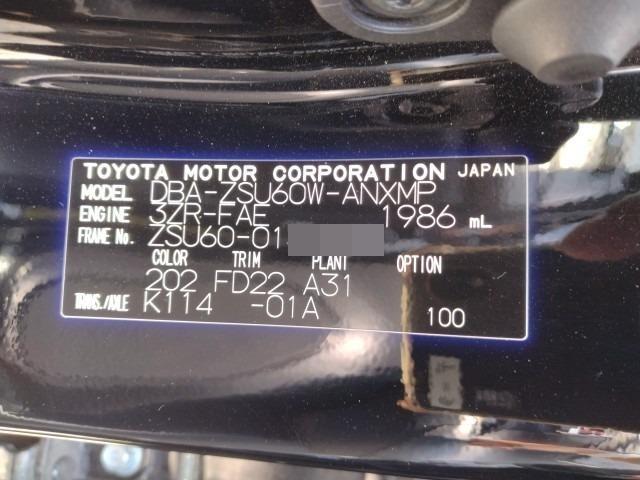 TOYOTA MOTOR CORPORATION JAPAN
MODEL DBA-ZSU60W-ANXMP
ENGINE 3ZR-FAE 1986 mL
FRAME No. ZSU60-01
COLOR TRIM PLANT OPTION
202 FD22 A31
TRANS./AXLE K114 -01A 100